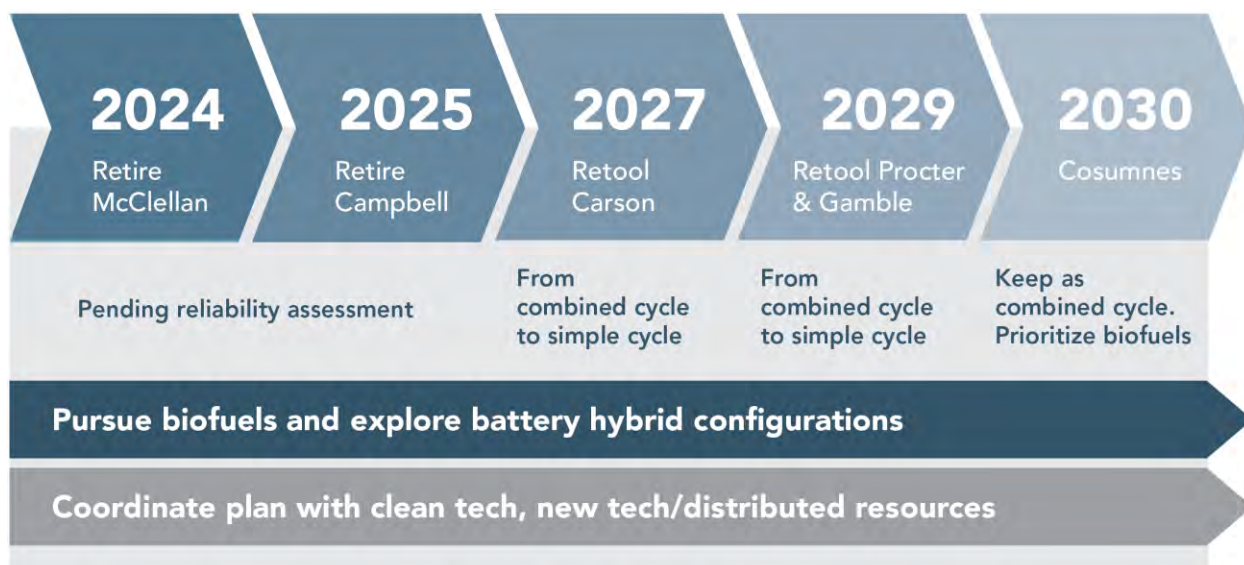 2024
Retire
McClellan
2025
Retire
Campbell
2027
Retool
Carson
2029
Retool Procter
& Gamble
2030
Cosumnes
Pending reliability assessment
From
combined cycle
to simple cycle
From
combined cycle
to simple cycle
Keep as
combined cycle.
Prioritize biofuels
Pursue biofuels and explore battery hybrid configurations
Coordinate plan with clean tech, new tech/distributed resources